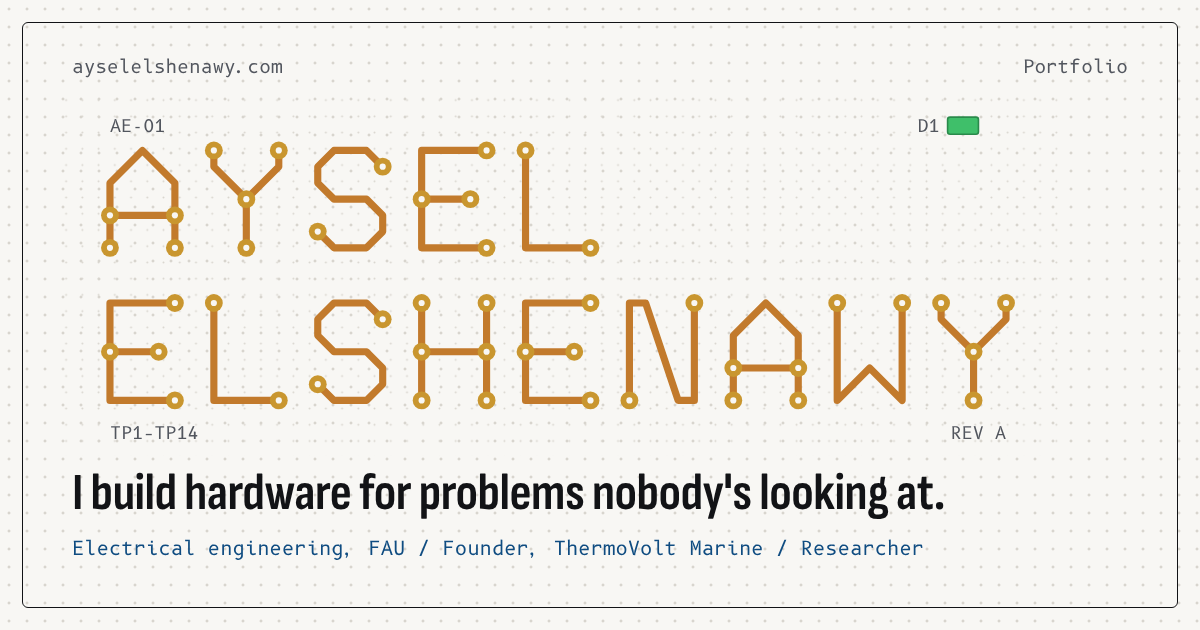 ayselelshenawy.com
Portfolio
AE-01
D1
AYSEL
ELSHENAWY
TP1-TP14
REV A
I build hardware for problems nobody's looking at.
Electrical engineering, FAU / Founder, ThermoVolt Marine / Researcher